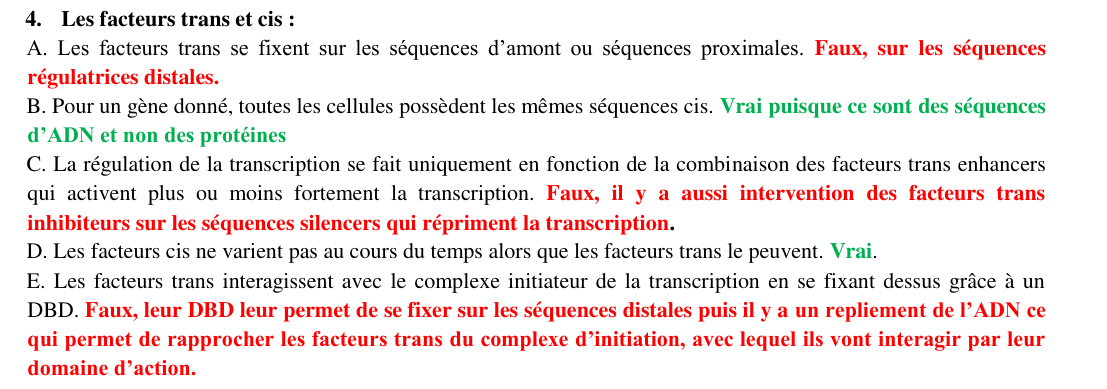 4. Les facteurs trans et cis :
A. Les facteurs trans se fixent sur les séquences d’amont ou séquences proximales. Faux, sur les séquences
régulatrices distales.
B. Pour un gène donné, toutes les cellules possèdent les mêmes séquences cis. Vrai puisque ce sont des séquences
d’ADN et non des protéines
C. La régulation de la transcription se fait uniquement en fonction de la combinaison des facteurs trans enhancers
qui activent plus ou moins fortement la transcription. Faux, il y a aussi intervention des facteurs trans
inhibiteurs sur les séquences silencers qui répriment la transcription.
D. Les facteurs cis ne varient pas au cours du temps alors que les facteurs trans le peuvent. Vrai.
E. Les facteurs trans interagissent avec le complexe initiateur de la transcription en se fixant dessus grâce à un
DBD. Faux, leur DBD leur permet de se fixer sur les séquences distales puis il y a un repliement de l’ADN ce
qui permet de rapprocher les facteurs trans du complexe d’initiation, avec lequel ils vont interagir par leur
domaine d’action.